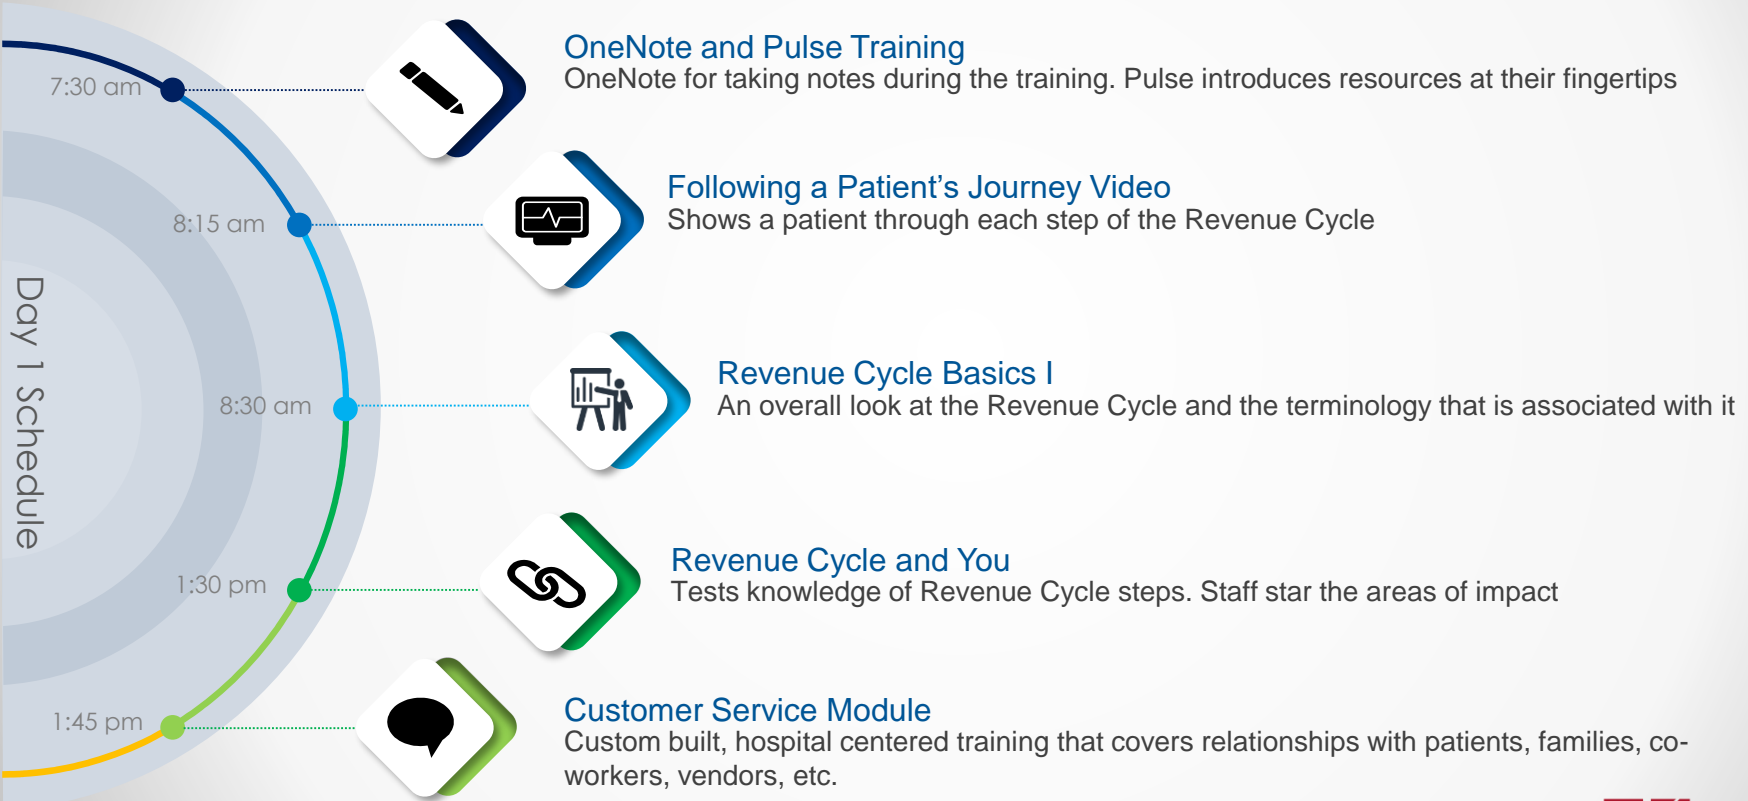 Day 1 Schedule
7:30 am
OneNote and Pulse Training
OneNote for taking notes during the training. Pulse introduces resources at their fingertips
8:15 am
Following a Patient’s Journey Video
Shows a patient through each step of the Revenue Cycle
8:30 am
Revenue Cycle Basics I
An overall look at the Revenue Cycle and the terminology that is associated with it
1:30 pm
Revenue Cycle and You
Tests knowledge of Revenue Cycle steps. Staff star the areas of impact
1:45 pm
Customer Service Module
Custom built, hospital centered training that covers relationships with patients, families, co-
workers, vendors, etc.